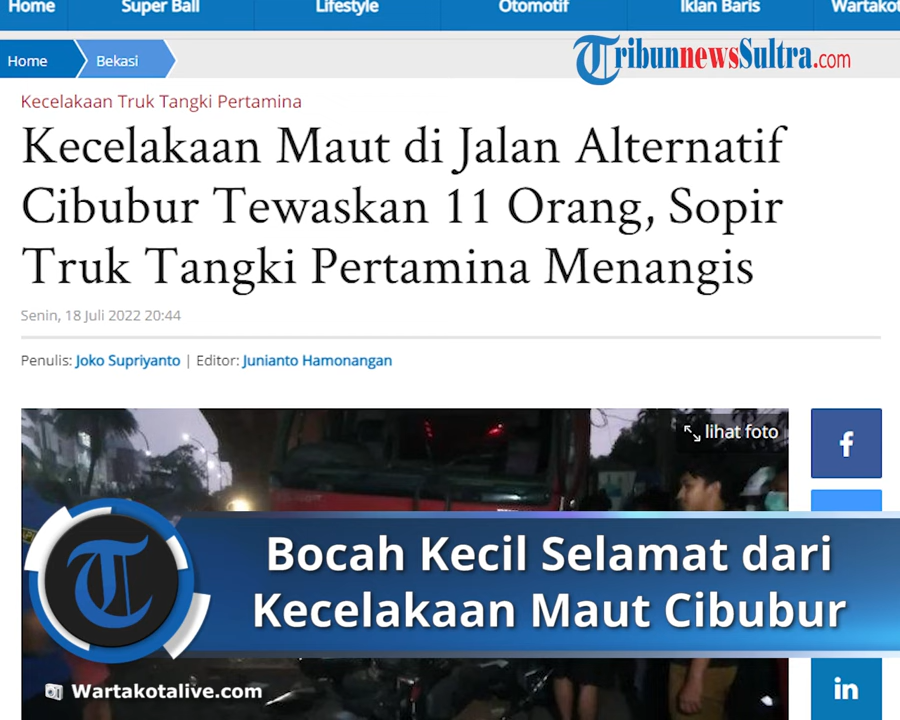 Home Super Ball Lifestyle Otomotif Iklan Baris
Home Bekasi
TribunnewsSultra.com
Kecelakaan Truk Tangki Pertamina
Kecelakaan Maut di Jalan Alternatif
Cibubur Tewaskan 11 Orang, Sopir
Truk Tangki Pertamina Menangis
Senin, 18 Juli 2022 20:44
Penulis: Joko Supriyanto | Editor: Junianto Hamonangan
lihat foto
f
Bocah Kecil Selamat dari
Kecelakaan Maut Cibubur
T
Wartakotalive.com
in